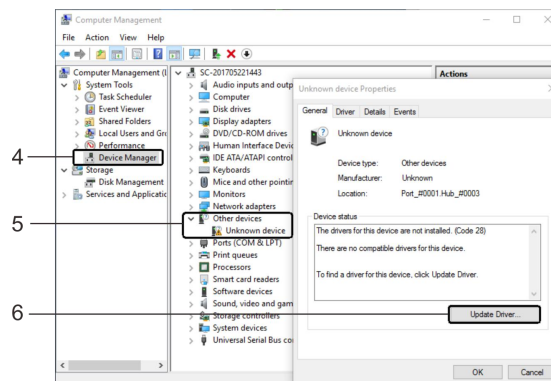 Computer Management
File Action View Help
Computer Management (l
System Tools
Task Scheduler
Event Viewer
Shared Folders
Local Users and Gro
Performance
4
Device Manager
Storage
Disk Management
Services and Applicatic
SC-201705221443
Audio inputs and outp
Computer
Disk drives
Display adapters
DVD/CD-ROM drives
Human Interface Devic
IDE ATA/ATAPI control
Keyboards
Mice and other pointin
Monitors
Network adapters
5
Other devices
Unknown device
Ports (COM & LPT)
Print queues
Processors
Smart card readers
Software devices
Sound, video and gam
Storage controllers
System devices
Universal Serial Bus co
Actions
Unknown device Properties
General Driver Details Events
Unknown device
Device type: Other devices
Manufacturer: Unknown
Location: Port_#0001.Hub_#0003
Device status
The drivers for this device are not installed. (Code 28)
There are no compatible drivers for this device.
To find a driver for this device, click Update Driver.
6
Update Driver...
OK Cancel